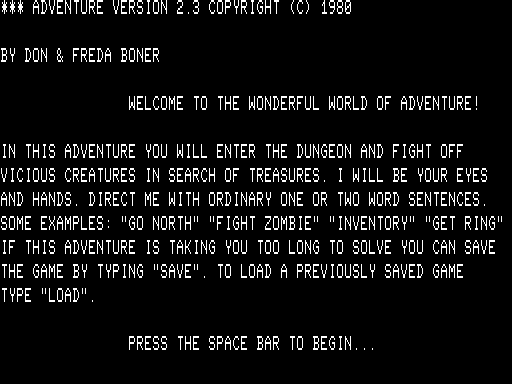 *** ADVENTURE VERSION 2.3 COPYRIGHT (C) 1980
BY DON & FREDA BONER
WELCOME TO THE WONDERFUL WORLD OF ADVENTURE!
IN THIS ADVENTURE YOU WILL ENTER THE DUNGEON AND FIGHT OFF
VICIOUS CREATURES IN SEARCH OF TREASURES. I WILL BE YOUR EYES
AND HANDS. DIRECT ME WITH ORDINARY ONE OR TWO WORD SENTENCES.
SOME EXAMPLES: "GO NORTH" "FIGHT ZOMBIE" "INVENTORY" "GET RING"
IF THIS ADVENTURE IS TAKING YOU TOO LONG TO SOLVE YOU CAN SAVE
THE GAME BY TYPING "SAVE". TO LOAD A PREVIOUSLY SAVED GAME
TYPE "LOAD".
PRESS THE SPACE BAR TO BEGIN...